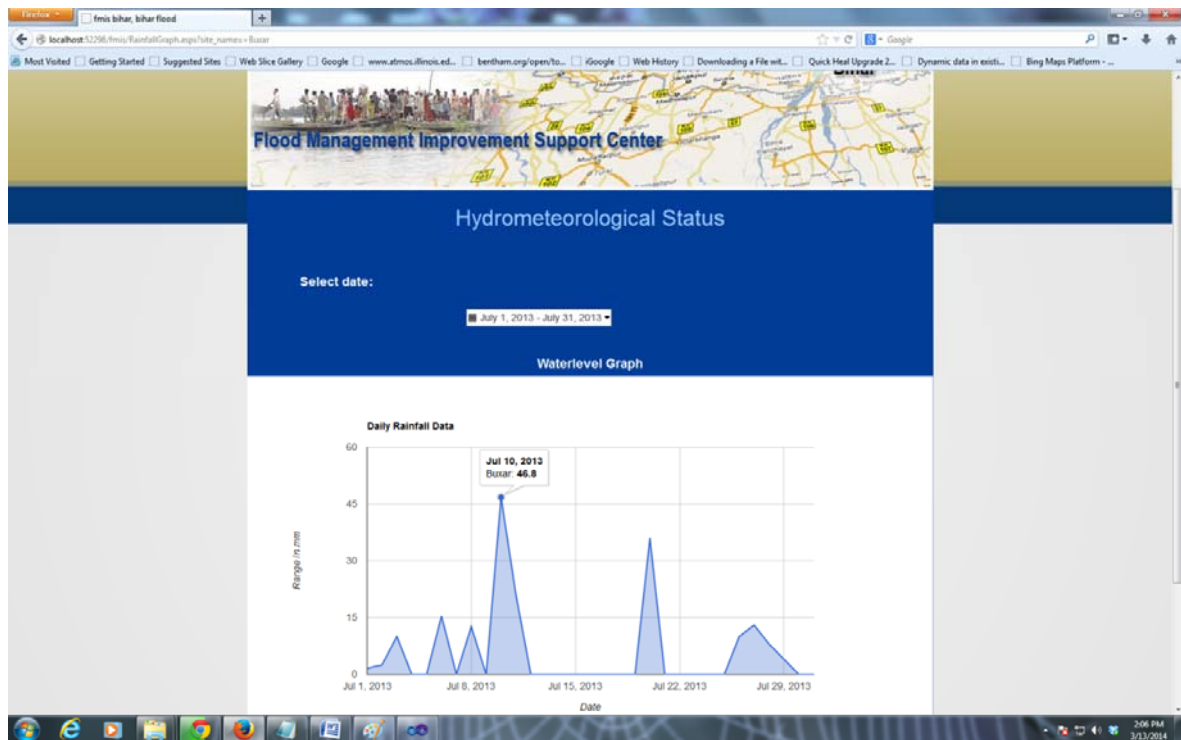 Firefox
fmis bihar, bihar flood
localhost:52296/fmis/RainfallGraph.aspx?site_names=Buxar
Google
Most Visited Getting Started Suggested Sites Web Slice Gallery Google www.atmos.illinois.ed... bentham.org/open/to... iGoogle Web History Downloading a File wit... Quick Heal Upgrade 2... Dynamic data in existi... Bing Maps Platform - ...
Bihar
Flood Management Improvement Support Center
Hydrometeorological Status
Select date:
July 1, 2013 - July 31, 2013
Waterlevel Graph
Daily Rainfall Data
60
Jul 10, 2013
Buxar: 46.8
45
Range in mm
30
15
0
Jul 1, 2013 Jul 8, 2013 Jul 15, 2013 Jul 22, 2013 Jul 29, 2013
Date
2:06 PM
3/13/2014